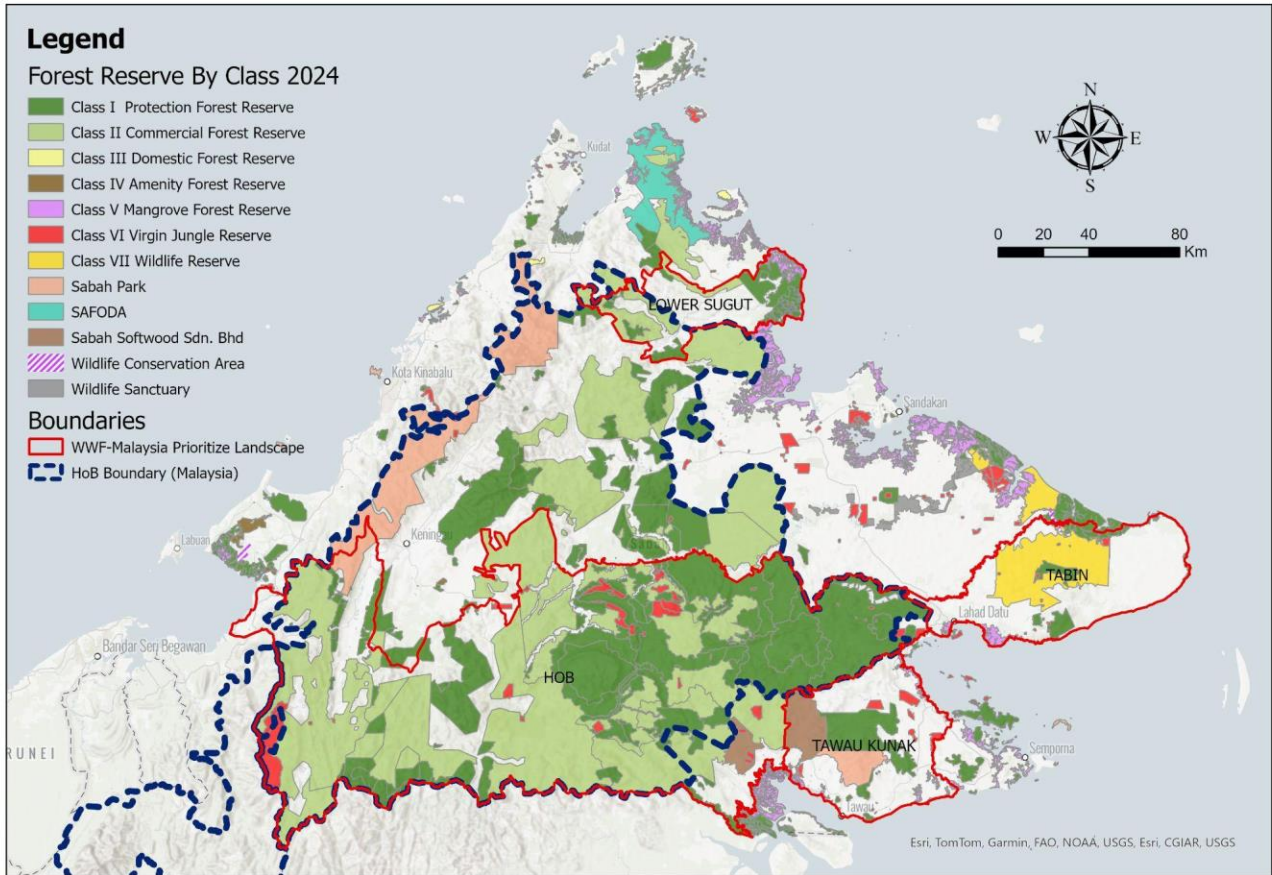 Legend
Forest Reserve By Class 2024
Class I Protection Forest Reserve
Class II Commercial Forest Reserve
Class III Domestic Forest Reserve
Class IV Amenity Forest Reserve
Class V Mangrove Forest Reserve
Class VI Virgin Jungle Reserve
Class VII Wildlife Reserve
Sabah Park
SAFODA
Sabah Softwood Sdn. Bhd
Wildlife Conservation Area
Wildlife Sanctuary
Boundaries
WWF-Malaysia Prioritize Landscape
HoB Boundary (Malaysia)
N
W E
S
0 20 40 80
Km
Kudat
LOWER SUGUT
Kota Kinabalu
Sandakan
Labuan
Keningau
Sabah
TABIN
Lahad Datu
Bandar Seri Begawan
HOB
TAWAU KUNAK
Semporna
RUNEI
Tawau
Esri, TomTom, Garmin, FAO, NOAA, USGS, Esri, CGIAR, USGS